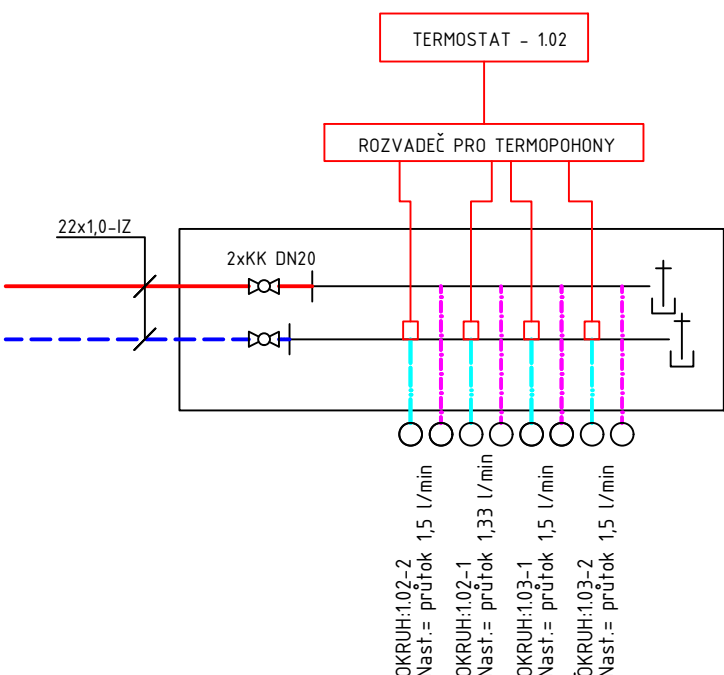 TERMOSTAT - 1.02
ROZVADEČ PRO TERMOPOHONY
22x1,0-IZ
2xKK DN20
OKRUH:1.02-2
Nast.= průtok 1,5 l/min
OKRUH:1.02-1
Nast.= průtok 1,33 l/min
OKRUH:1.03-1
Nast.= průtok 1,5 l/min
OKRUH:1.03-2
Nast.= průtok 1,5 l/min